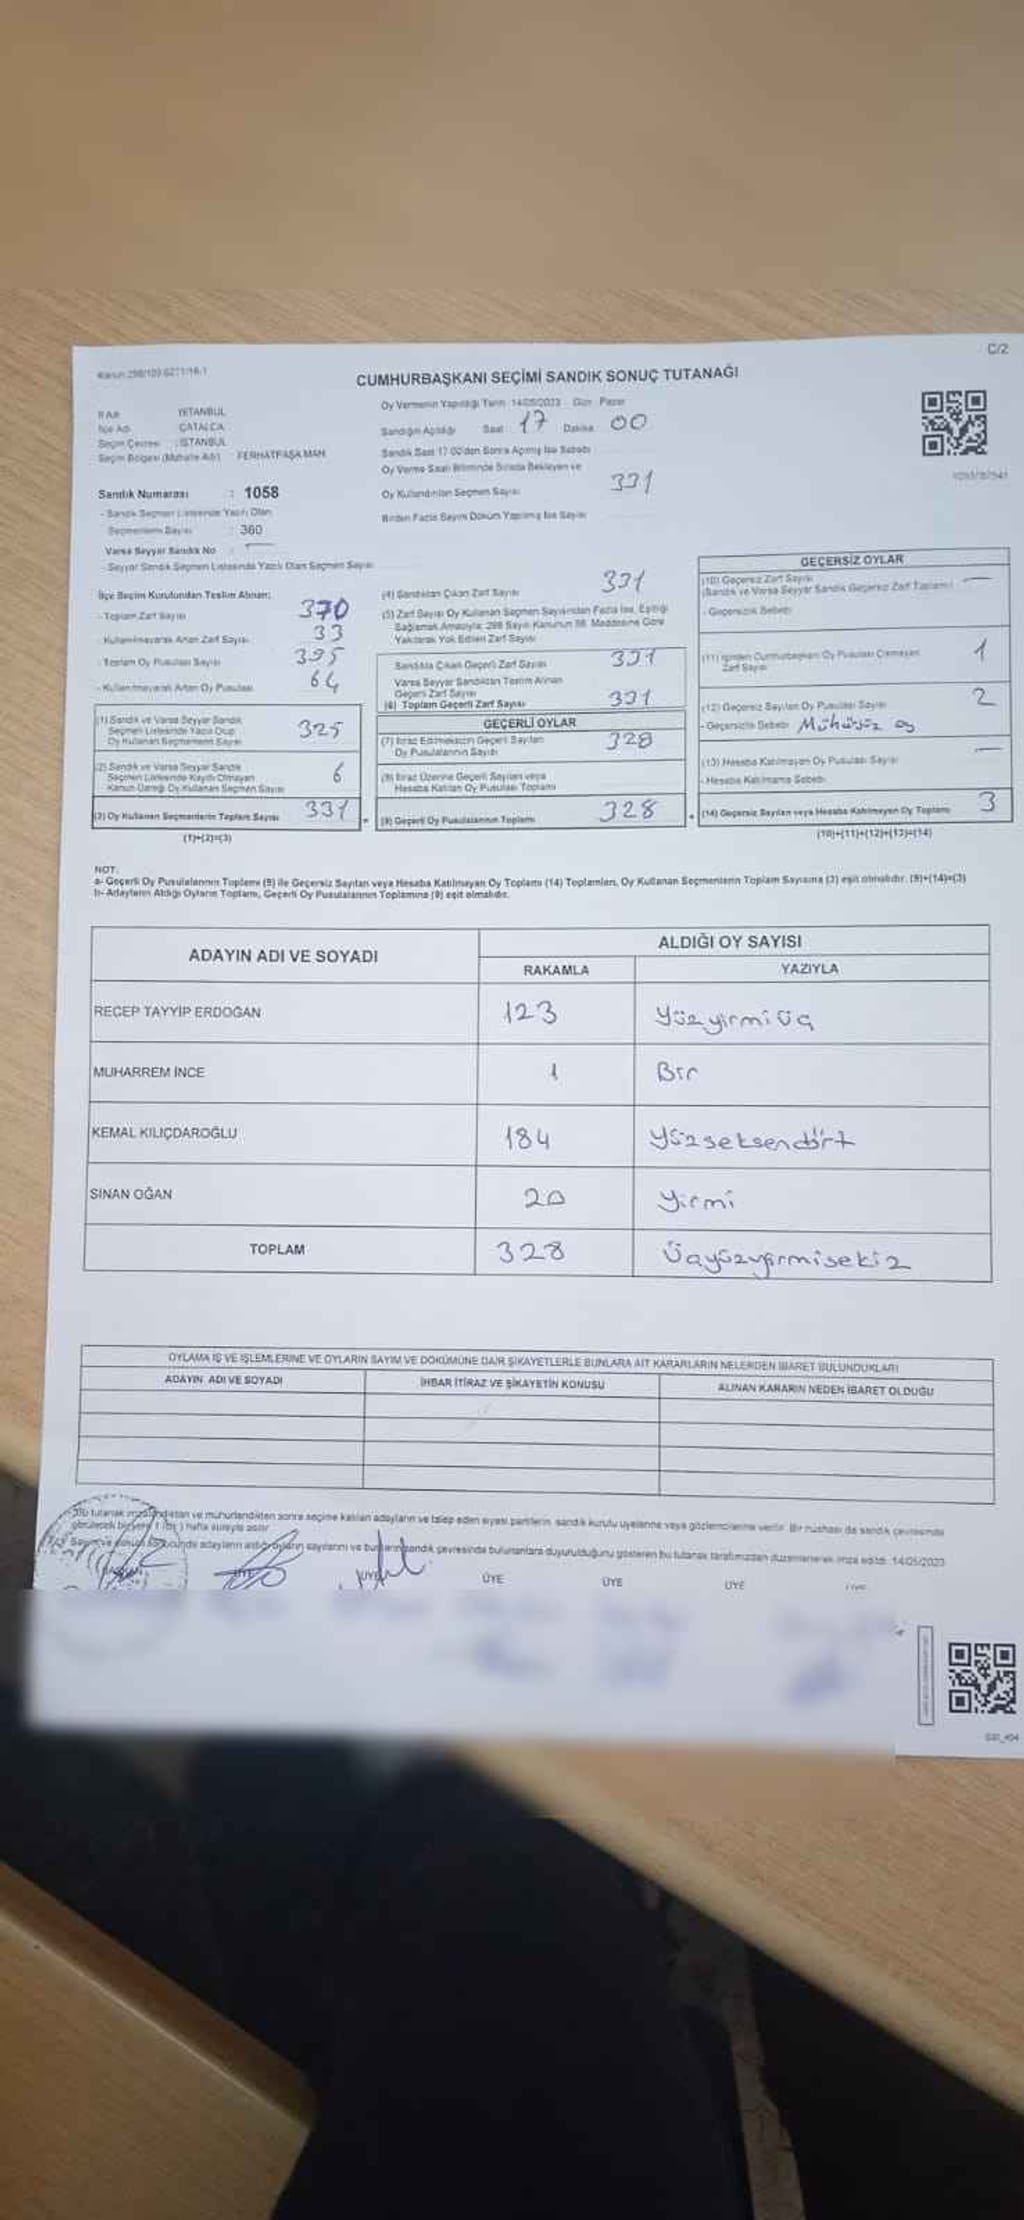 C/2
Kanun:298/103 6271/16-1
CUMHURBAŞKANI SEÇİMİ SANDIK SONUÇ TUTANAĞI
İli Adı : İSTANBUL
İlçe Adı : ÇATALCA
Seçim Çevresi : İSTANBUL
Seçim Bölgesi (Mahalle Adı) : FERHATPAŞA MAH.
Oy Vermenin Yapıldığı Tarih: 14/05/2023 Gün: Pazar
Sandığın Açıldığı Saat: 17 Dakika: 00
Sandık Saat 17.00'den Sonra Açılmış İse Sebebi
Oy Verme Saati Bitiminde Sırada Bekleyen ve
Oy Kullandırılan Seçmen Sayısı 331
Birden Fazla Sayım Döküm Yapılmış İse Sayısı
Sandık Numarası : 1058
- Sandık Seçmen Listesinde Yazılı Olan
Seçmenlerin Sayısı : 360
Varsa Seyyar Sandık No : —
- Seyyar Sandık Seçmen Listesinde Yazılı Olan Seçmen Sayısı
İlçe Seçim Kurulundan Teslim Alınan;
- Toplam Zarf Sayısı 370
- Kullanılmayarak Artan Zarf Sayısı 33
- Toplam Oy Pusulası Sayısı 395
- Kullanılmayarak Artan Oy Pusulası 64
(1) Sandık ve Varsa Seyyar Sandık
Seçmen Listesinde Yazılı Olup
Oy Kullanan Seçmenlerin Sayısı 325
(2) Sandık ve Varsa Seyyar Sandık
Seçmen Listesinde Kayıtlı Olmayan
Kanun Gereği Oy Kullanan Seçmen Sayısı 6
(3) Oy Kullanan Seçmenlerin Toplam Sayısı 331
(1)+(2)=(3)
(4) Sandıktan Çıkan Zarf Sayısı 331
(5) Zarf Sayısı Oy Kullanan Seçmen Sayısından Fazla İse, Eşitliği
Sağlamak Amacıyla; 298 Sayılı Kanunun 98. Maddesine Göre
Yakılarak Yok Edilen Zarf Sayısı
Sandıkta Çıkan Geçerli Zarf Sayısı 331
Varsa Seyyar Sandıktan Teslim Alınan
Geçerli Zarf Sayısı
(6) Toplam Geçerli Zarf Sayısı 331
GEÇERLİ OYLAR
(7) İtiraz Edilmeksizin Geçerli Sayılan
Oy Pusulalarının Sayısı 328
(8) İtiraz Üzerine Geçerli Sayılan veya
Hesaba Katılan Oy Pusulası Toplamı
(9) Geçerli Oy Pusulalarının Toplamı 328
GEÇERSİZ OYLAR
(10) Geçersiz Zarf Sayısı —
(Sandık ve Varsa Seyyar Sandık Geçersiz Zarf Toplamı)
- Geçersizlik Sebebi:
(11) İçinden Cumhurbaşkanı Oy Pusulası Çıkmayan
Zarf Sayısı 1
(12) Geçersiz Sayılan Oy Pusulası Sayısı 2
- Geçersizlik Sebebi: Mühürsüz oy
(13) Hesaba Katılmayan Oy Pusulası Sayısı —
- Hesaba Katılmama Sebebi:
(14) Geçersiz Sayılan veya Hesaba Katılmayan Oy Toplamı 3
(10)+(11)+(12)+(13)=(14)
NOT:
a- Geçerli Oy Pusulalarının Toplamı (9) ile Geçersiz Sayılan veya Hesaba Katılmayan Oy Toplamı (14) Toplamları, Oy Kullanan Seçmenlerin Toplam Sayısına (3) eşit olmalıdır. (9)+(14)=(3)
b- Adayların Aldığı Oyların Toplamı, Geçerli Oy Pusulalarının Toplamına (9) eşit olmalıdır.
ADAYIN ADI VE SOYADI
ALDIĞI OY SAYISI
RAKAMLA YAZIYLA
RECEP TAYYİP ERDOĞAN 123 Yüzyirmi üç
MUHARREM İNCE 1 Bir
KEMAL KILIÇDAROĞLU 184 Yüzseksendört
SİNAN OĞAN 20 Yirmi
TOPLAM 328 Üçyüzyirmisekiz
OYLAMA İŞ VE İŞLEMLERİNE VE OYLARIN SAYIM VE DÖKÜMÜNE DAİR ŞİKAYETLERLE BUNLARA AİT KARARLARIN NELERDEN İBARET BULUNDUKLARI
ADAYIN ADI VE SOYADI İHBAR İTİRAZ VE ŞİKAYETİN KONUSU ALINAN KARARIN NEDEN İBARET OLDUĞU
Bu tutanak imzalandıktan ve mühürlendikten sonra seçime katılan adayların ve talep eden siyasi partilerin sandık kurulu üyelerine veya gözlemcilerine verilir. Bir nüshası da sandık çevresinde
görülecek bir yere 1 (bir) hafta süreyle asılır.
adayların aldığı oyların sayılarını ve bunların sandık çevresinde bulunanlara duyurulduğunu gösteren bu tutanak tarafımızdan düzenlenerek imza edildi. 14/05/2023
ÜYE ÜYE ÜYE ÜYE